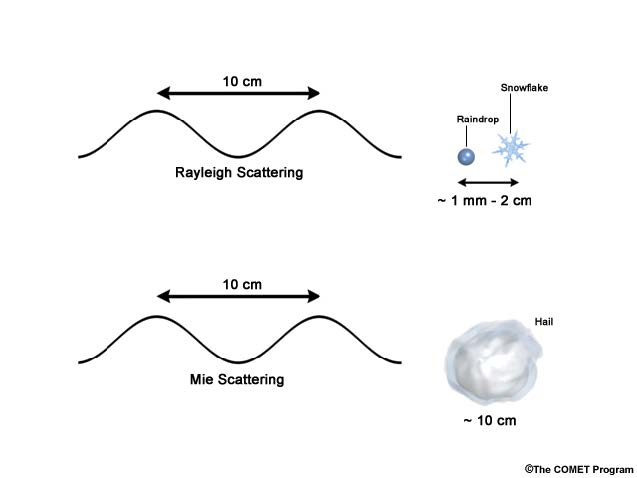 10 cm
Rayleigh Scattering
Snowflake
Raindrop
~ 1 mm - 2 cm
10 cm
Mie Scattering
Hail
~ 10 cm
©The COMET Program